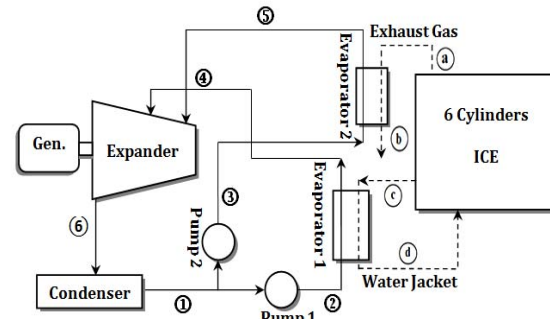 ⑤
Exhaust Gas
a
④
Evaporator 2
6 Cylinders
ICE
b
Gen.
Expander
③
Evaporator 1
c
⑥
Pump 2
d
Water Jacket
Condenser
①
②
Pump 1